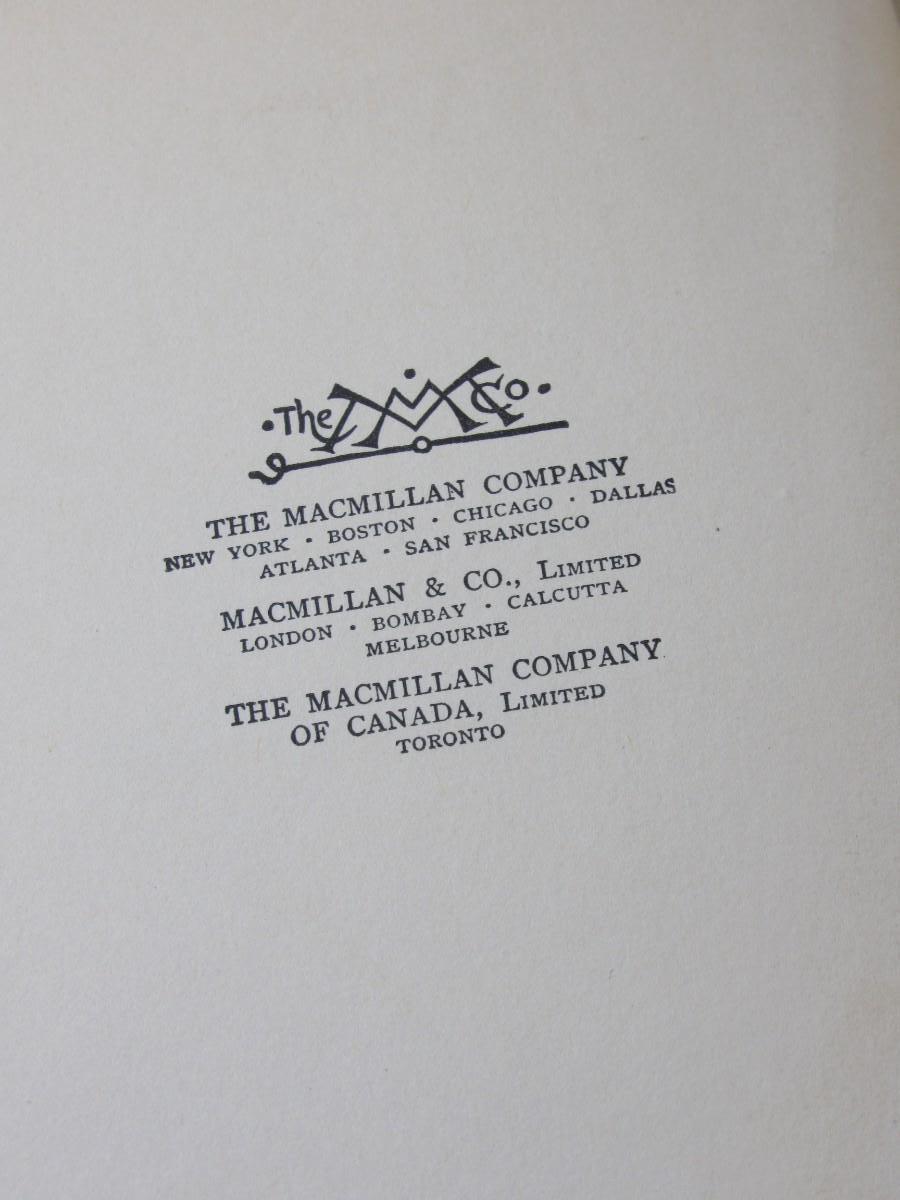 ·The MM Co·
THE MACMILLAN COMPANY
NEW YORK · BOSTON · CHICAGO · DALLAS
ATLANTA · SAN FRANCISCO
MACMILLAN & CO., LIMITED
LONDON · BOMBAY · CALCUTTA
MELBOURNE
THE MACMILLAN COMPANY
OF CANADA, LIMITED
TORONTO